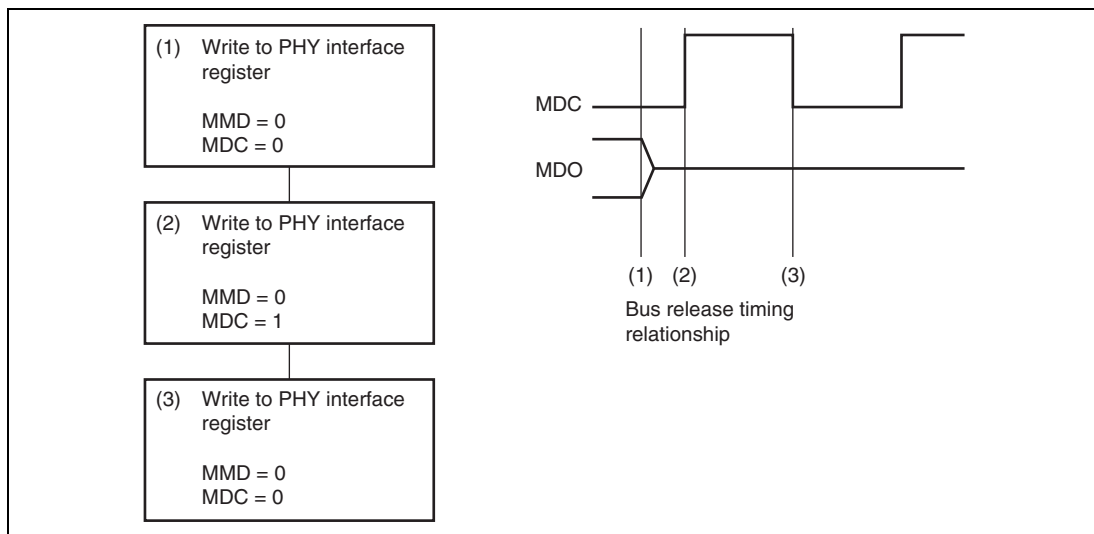 (1) Write to PHY interface
register
MMD = 0
MDC = 0
(2) Write to PHY interface
register
MMD = 0
MDC = 1
(3) Write to PHY interface
register
MMD = 0
MDC = 0
MDC
MDO
(1) (2) (3)
Bus release timing
relationship